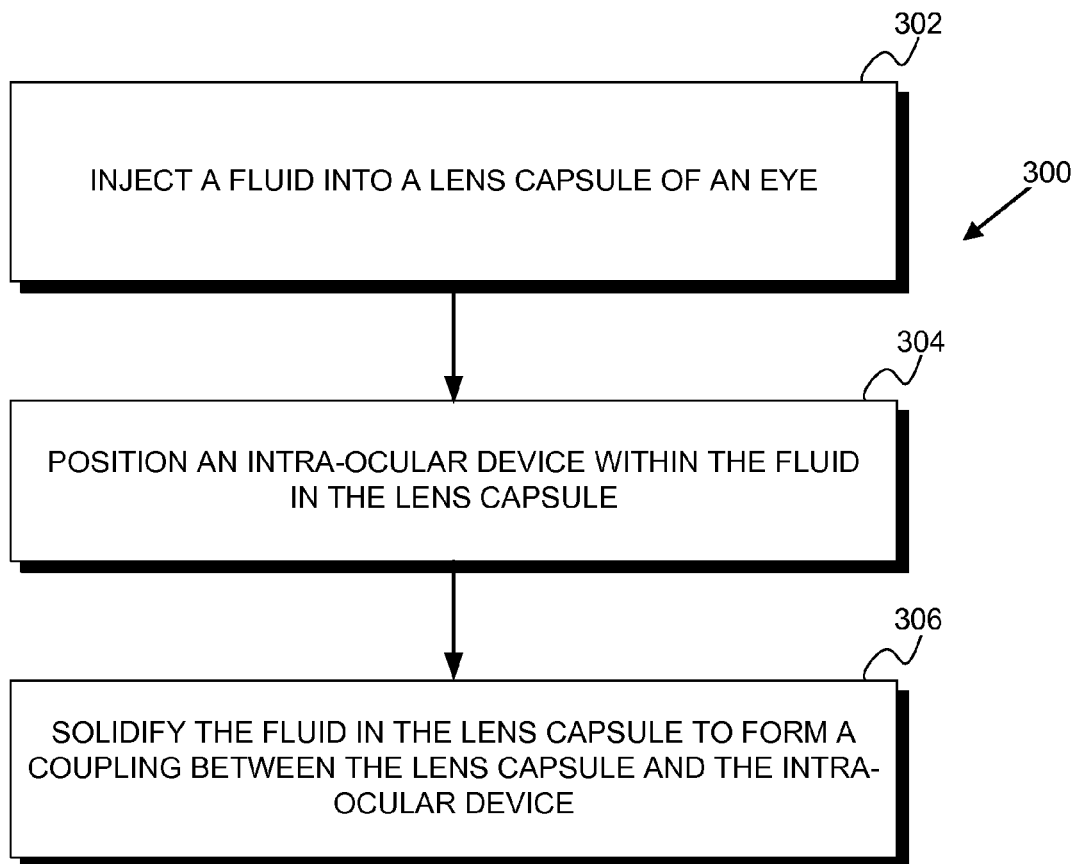 302
INJECT A FLUID INTO A LENS CAPSULE OF AN EYE
300
304
POSITION AN INTRA-OCULAR DEVICE WITHIN THE FLUID
IN THE LENS CAPSULE
306
SOLIDIFY THE FLUID IN THE LENS CAPSULE TO FORM A
COUPLING BETWEEN THE LENS CAPSULE AND THE INTRA-
OCULAR DEVICE